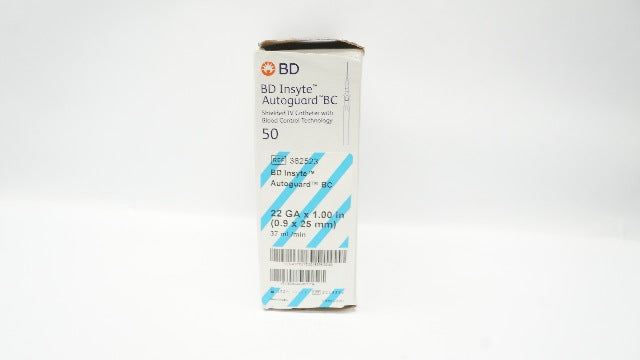 BD
BD Insyte™
Autoguard™BC
Shielded IV Catheter with
Blood Control Technology
50
REF 382523
BD Insyte™
Autoguard™ BC
22 GA x 1.00 in
(0.9 x 25 mm)
37 ml/min